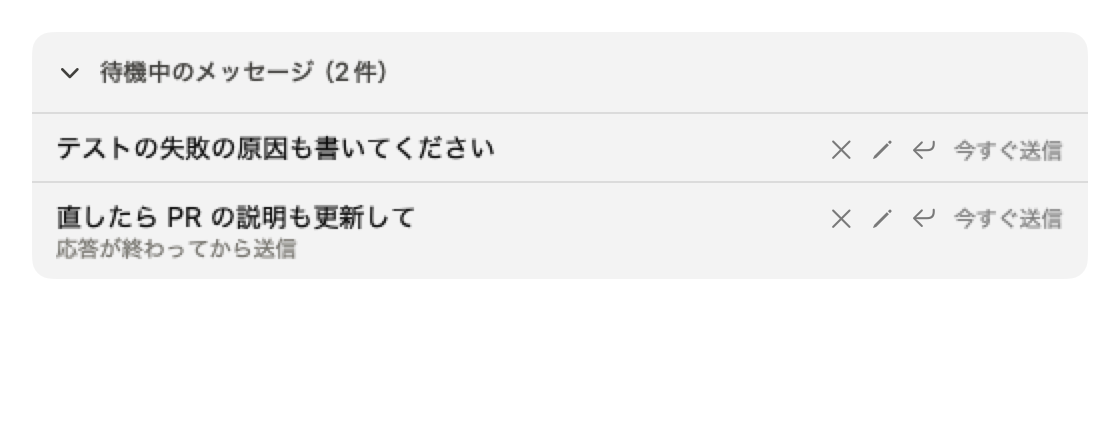 待機中のメッセージ（2件）
テストの失敗の原因も書いてください
今すぐ送信
直したら PR の説明も更新して
今すぐ送信
応答が終わってから送信